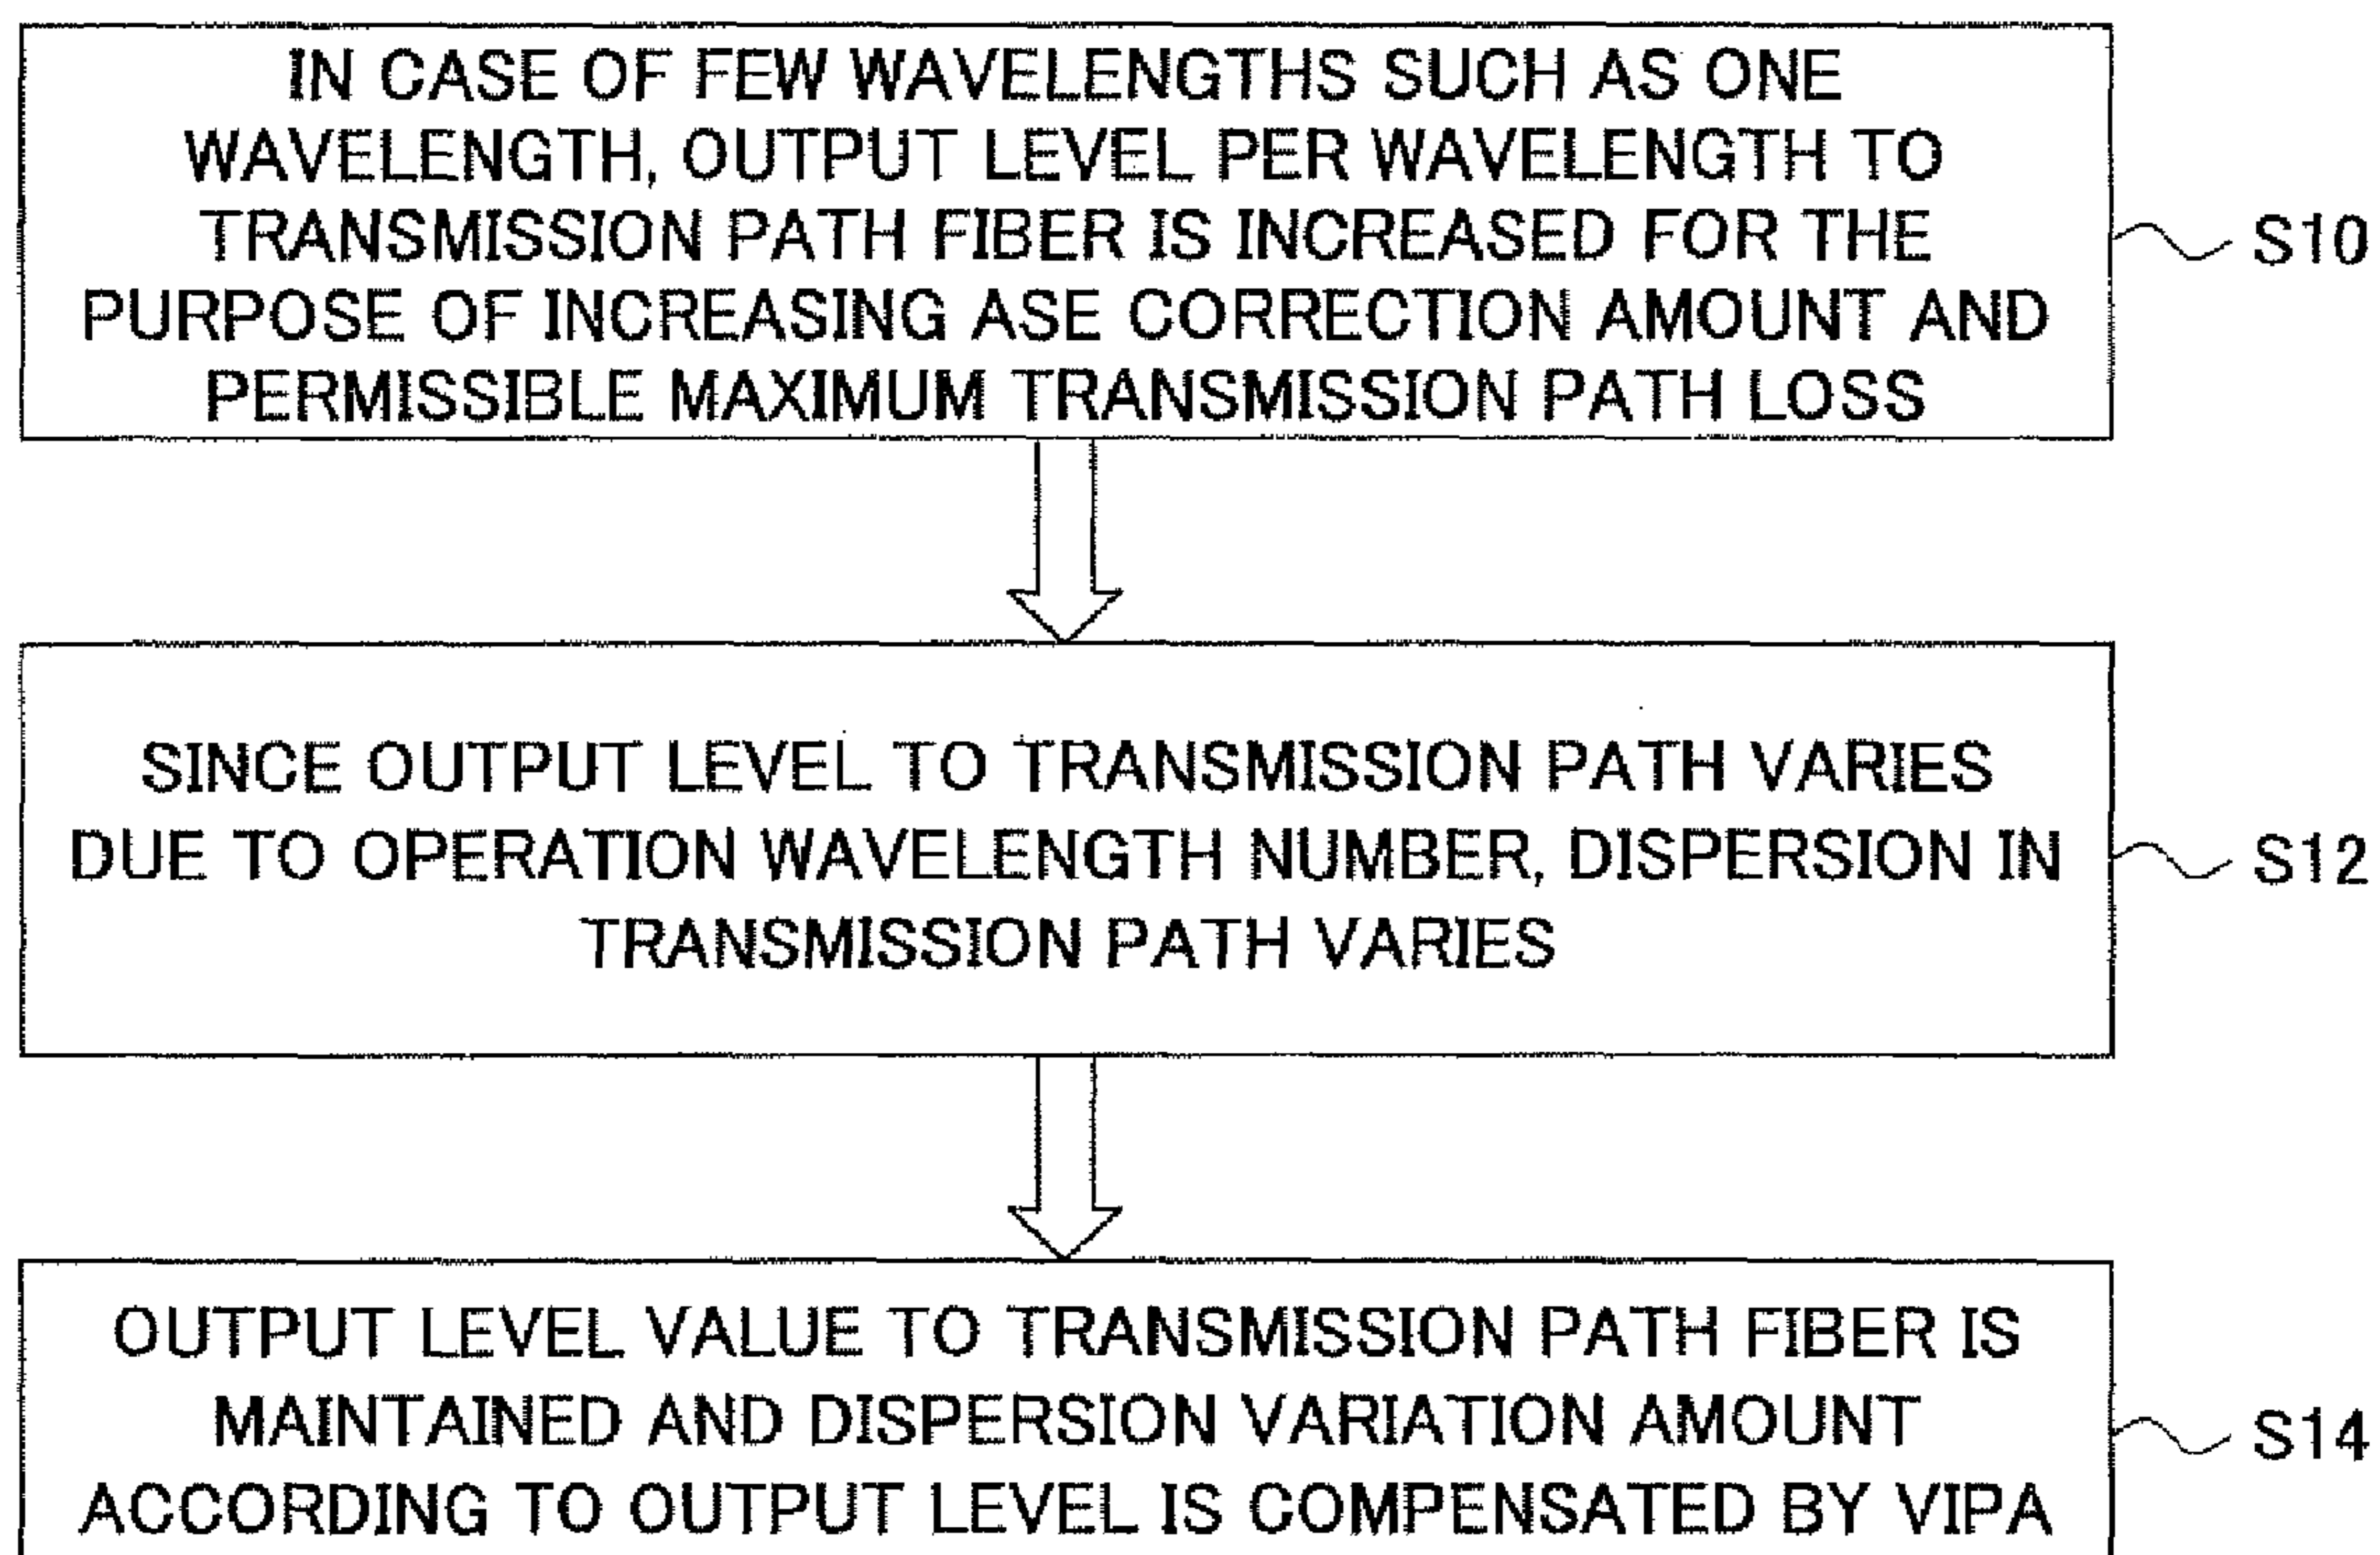 IN CASE OF FEW WAVELENGTHS SUCH AS ONE
WAVELENGTH, OUTPUT LEVEL PER WAVELENGTH TO
TRANSMISSION PATH FIBER IS INCREASED FOR THE
PURPOSE OF INCREASING ASE CORRECTION AMOUNT AND
PERMISSIBLE MAXIMUM TRANSMISSION PATH LOSS
S10
SINCE OUTPUT LEVEL TO TRANSMISSION PATH VARIES
DUE TO OPERATION WAVELENGTH NUMBER, DISPERSION IN
TRANSMISSION PATH VARIES
S12
OUTPUT LEVEL VALUE TO TRANSMISSION PATH FIBER IS
MAINTAINED AND DISPERSION VARIATION AMOUNT
ACCORDING TO OUTPUT LEVEL IS COMPENSATED BY VIPA
S14